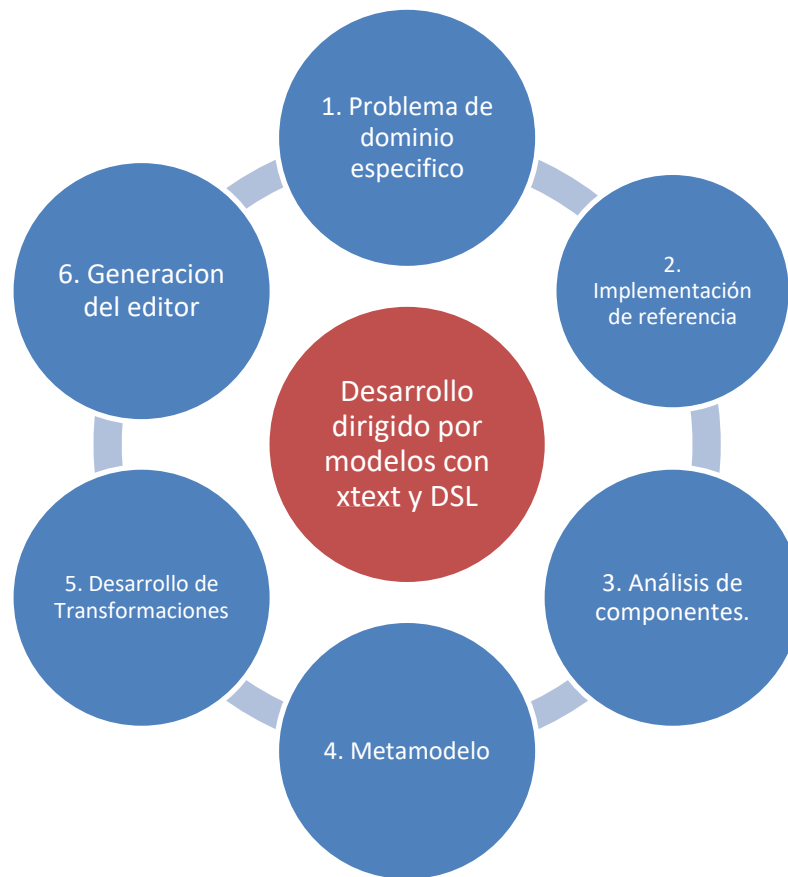 1. Problema de
dominio
especifico
2.
Implementación
de referencia
3. Análisis de
componentes.
4. Metamodelo
5. Desarrollo de
Transformaciones
6. Generacion
del editor
Desarrollo
dirigido por
modelos con
xtext y DSL